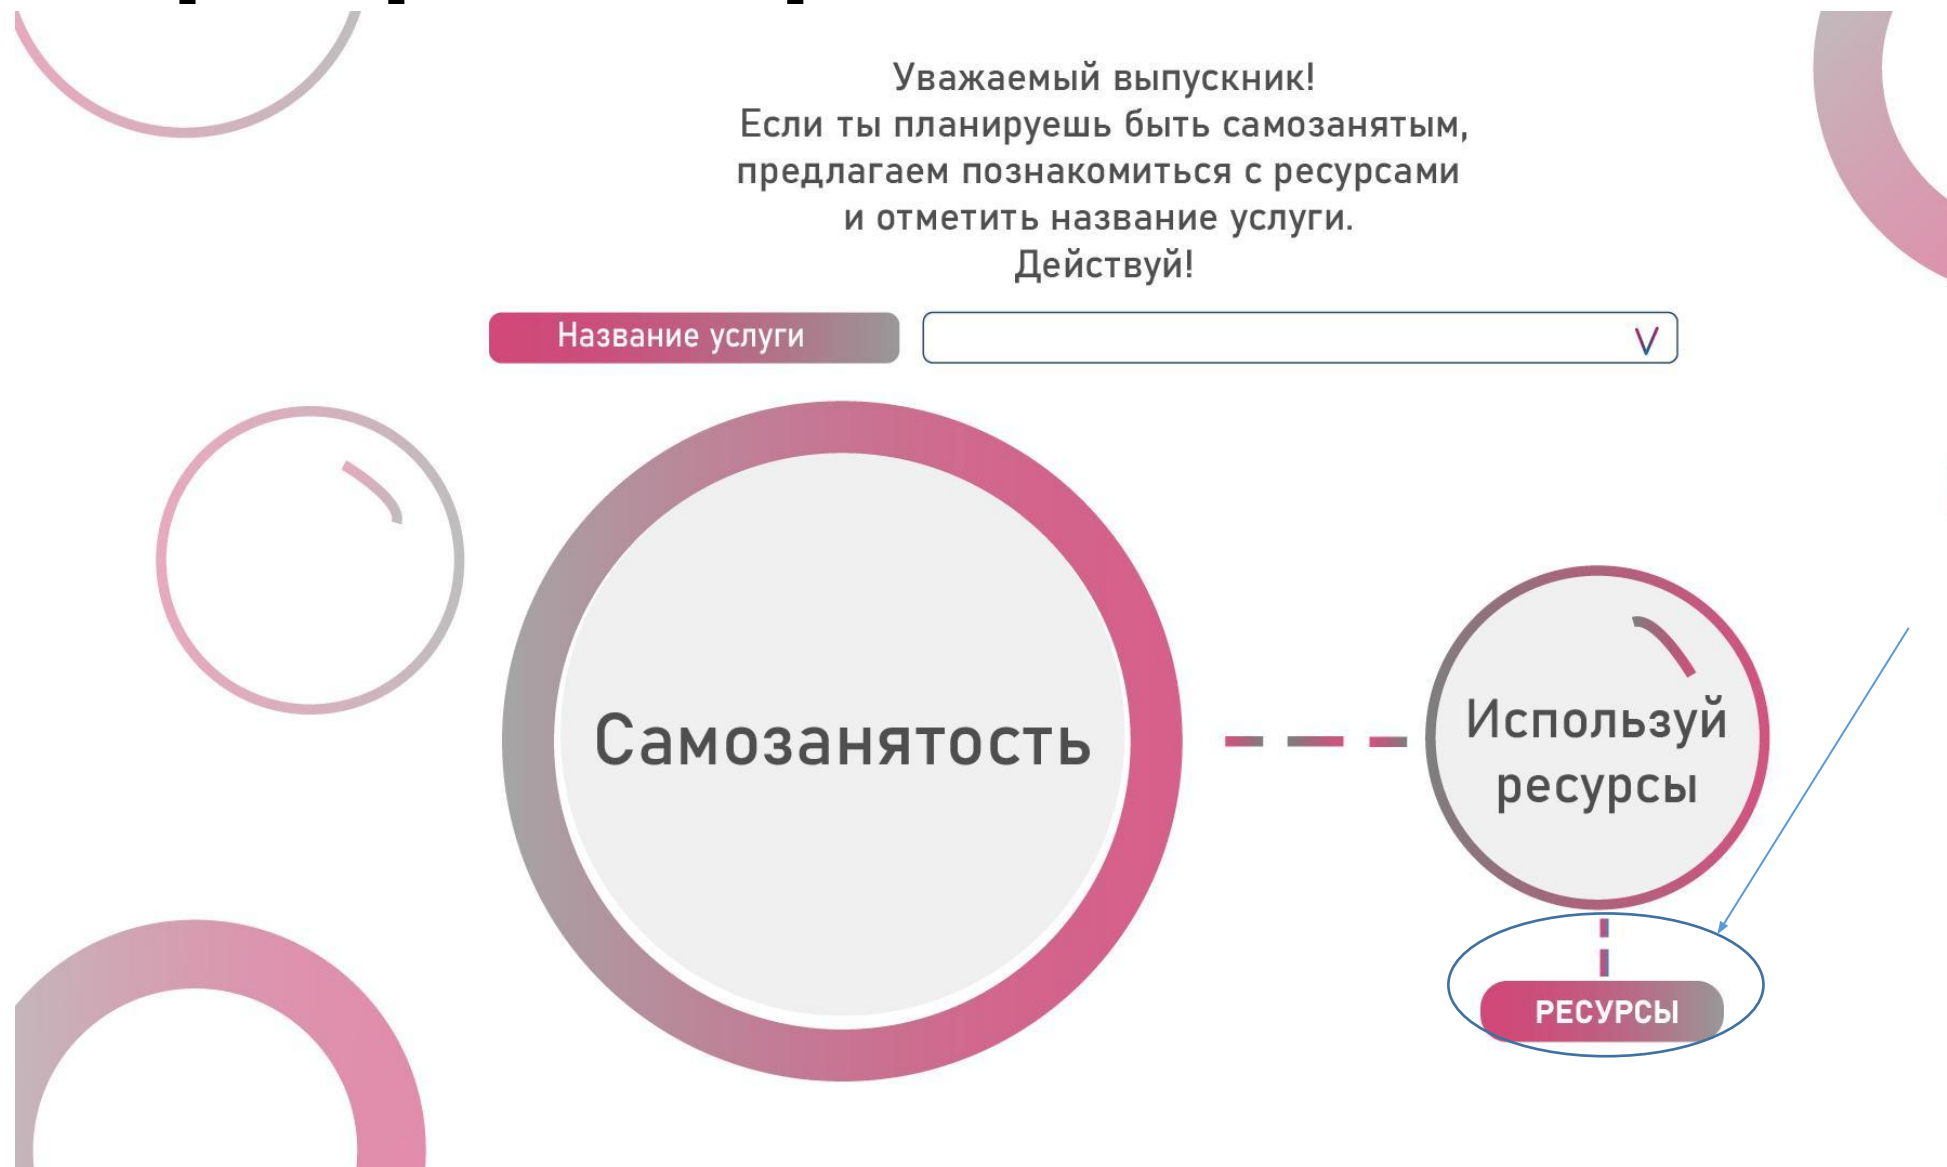 Уважаемый выпускник!
Если ты планируешь быть самозанятым,
предлагаем познакомиться с ресурсами
и отметить название услуги.
Действуй!
Название услуги
Самозанятость
Используй
ресурсы
РЕСУРСЫ